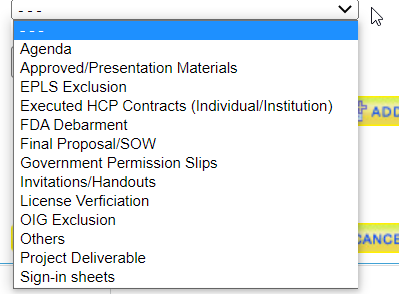 - - -
- - -
Agenda
Approved/Presentation Materials
EPLS Exclusion
Executed HCP Contracts (Individual/Institution)
ADD
FDA Debarment
Final Proposal/SOW
Government Permission Slips
Invitations/Handouts
License Verficiation
OIG Exclusion
Others
CANCE
Project Deliverable
Sign-in sheets